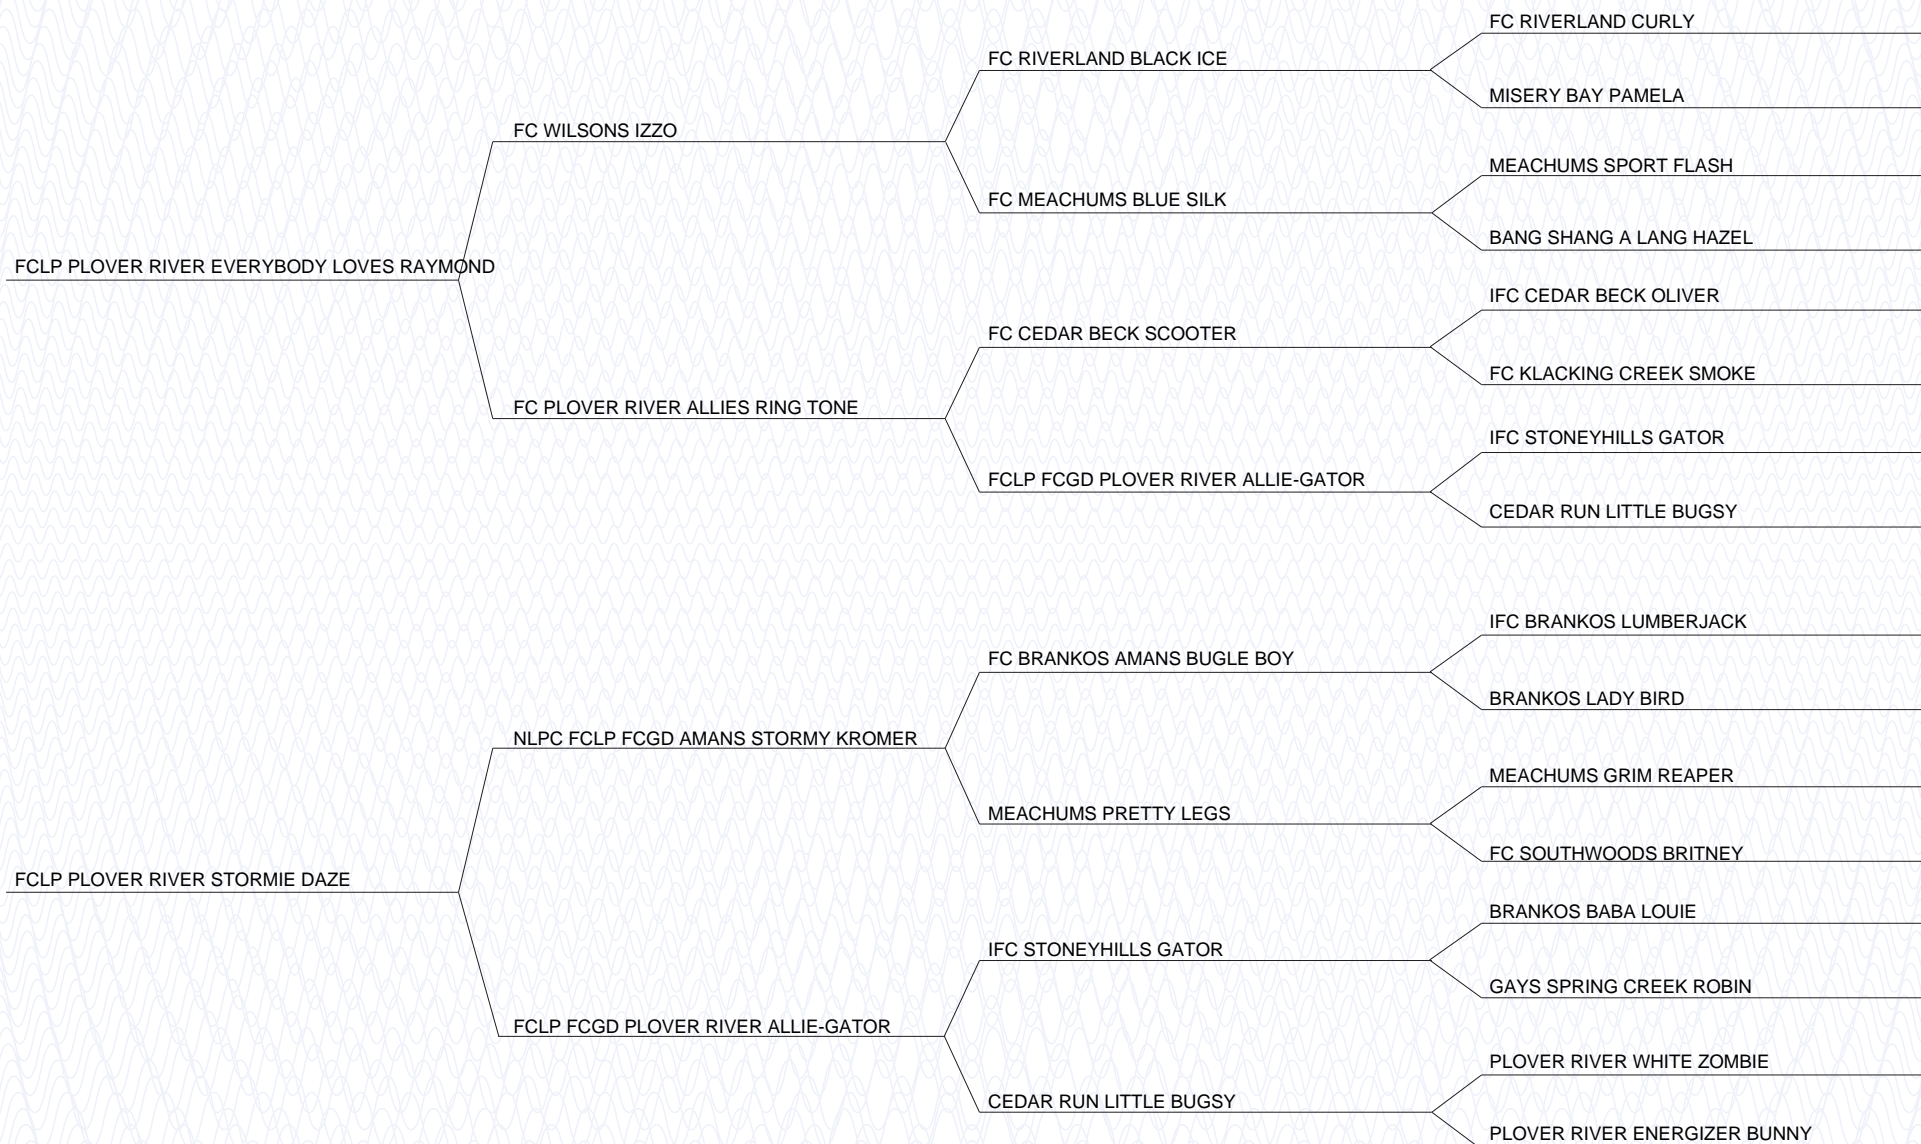 FC RIVERLAND CURLY
FC RIVERLAND BLACK ICE
MISERY BAY PAMELA
FC WILSONS IZZO
MEACHUMS SPORT FLASH
FC MEACHUMS BLUE SILK
BANG SHANG A LANG HAZEL
FCLP PLOVER RIVER EVERYBODY LOVES RAYMOND
IFC CEDAR BECK OLIVER
FC CEDAR BECK SCOOTER
FC KLACKING CREEK SMOKE
FC PLOVER RIVER ALLIES RING TONE
IFC STONEYHILLS GATOR
FCLP FCGD PLOVER RIVER ALLIE-GATOR
CEDAR RUN LITTLE BUGSY
IFC BRANKOS LUMBERJACK
FC BRANKOS AMANS BUGLE BOY
BRANKOS LADY BIRD
NLPC FCLP FCGD AMANS STORMY KROMER
MEACHUMS GRIM REAPER
MEACHUMS PRETTY LEGS
FC SOUTHWOODS BRITNEY
FCLP PLOVER RIVER STORMIE DAZE
BRANKOS BABA LOUIE
IFC STONEYHILLS GATOR
GAYS SPRING CREEK ROBIN
FCLP FCGD PLOVER RIVER ALLIE-GATOR
PLOVER RIVER WHITE ZOMBIE
CEDAR RUN LITTLE BUGSY
PLOVER RIVER ENERGIZER BUNNY